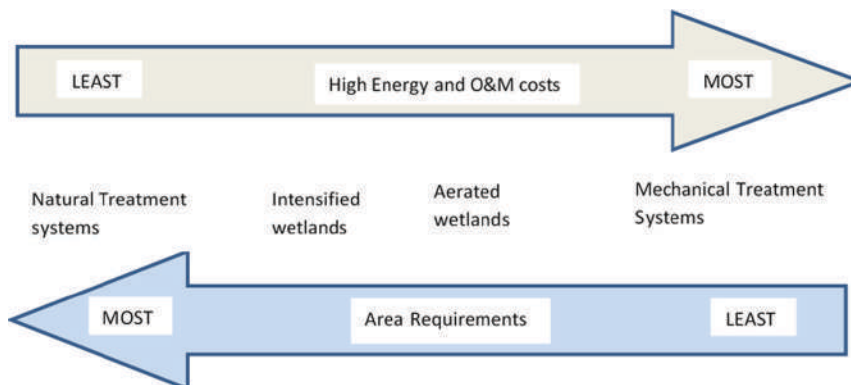 LEAST
High Energy and O&M costs
MOST
Natural Treatment
systems
Intensified
wetlands
Aerated
wetlands
Mechanical Treatment
Systems
MOST
Area Requirements
LEAST